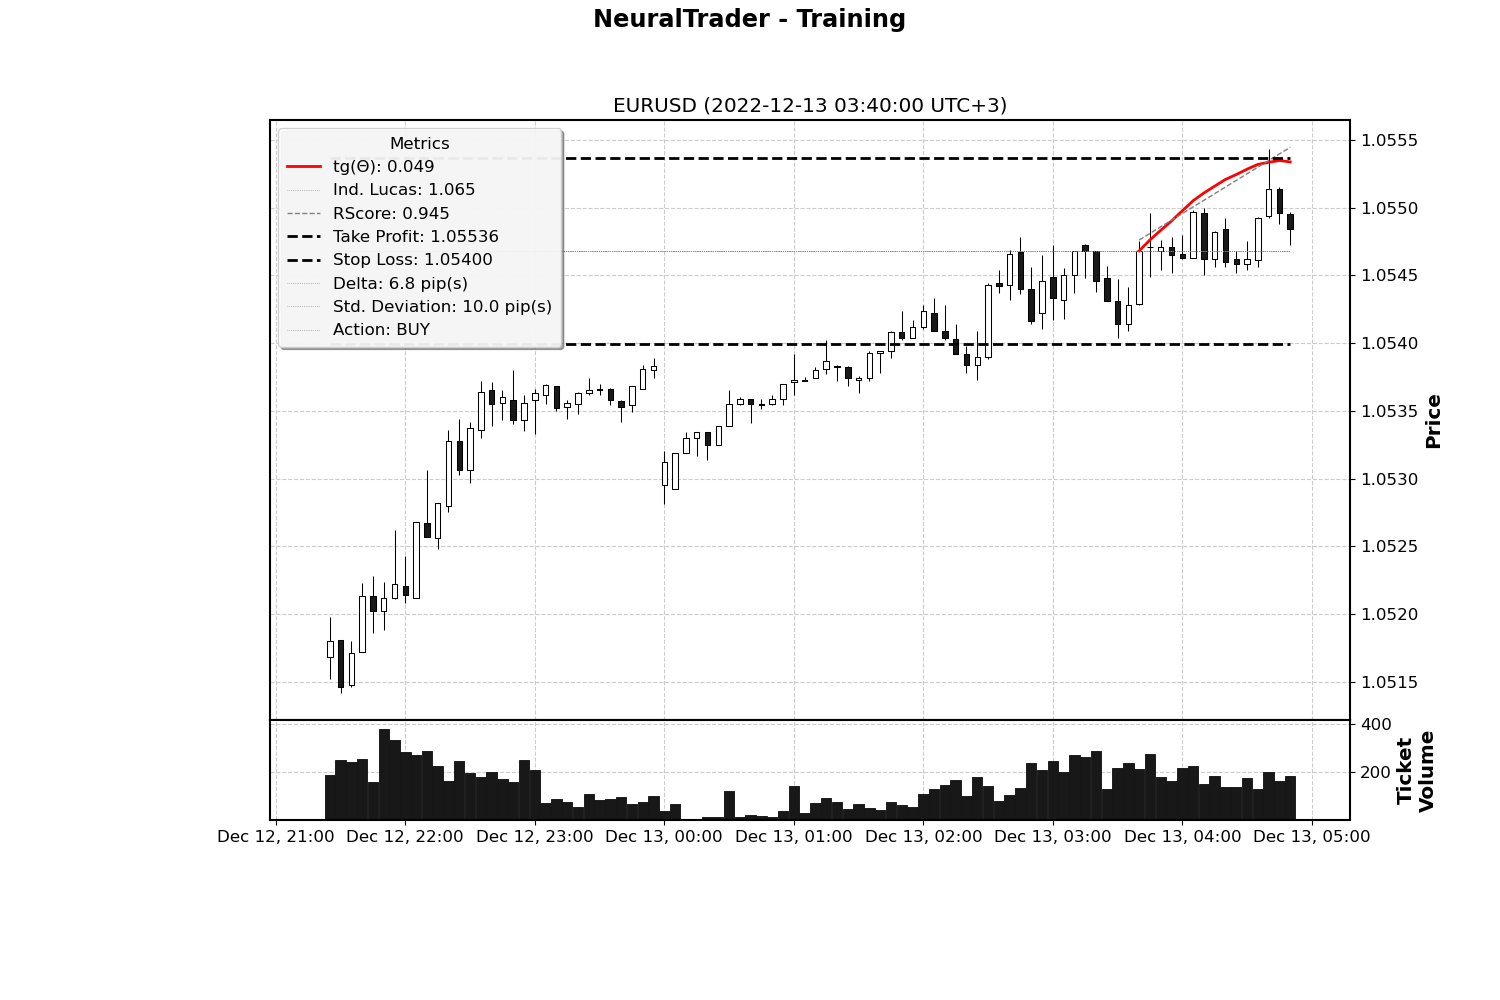 NeuralTrader - Training
EURUSD (2022-12-13 03:40:00 UTC+3)
Metrics
tg(Θ): 0.049
Ind. Lucas: 1.065
RScore: 0.945
Take Profit: 1.05536
Stop Loss: 1.05400
Delta: 6.8 pip(s)
Std. Deviation: 10.0 pip(s)
Action: BUY
1.0555
1.0550
1.0545
1.0540
1.0535
1.0530
1.0525
1.0520
1.0515
Price
400
200
Ticket
Volume
Dec 12, 21:00 Dec 12, 22:00 Dec 12, 23:00 Dec 13, 00:00 Dec 13, 01:00 Dec 13, 02:00 Dec 13, 03:00 Dec 13, 04:00 Dec 13, 05:00